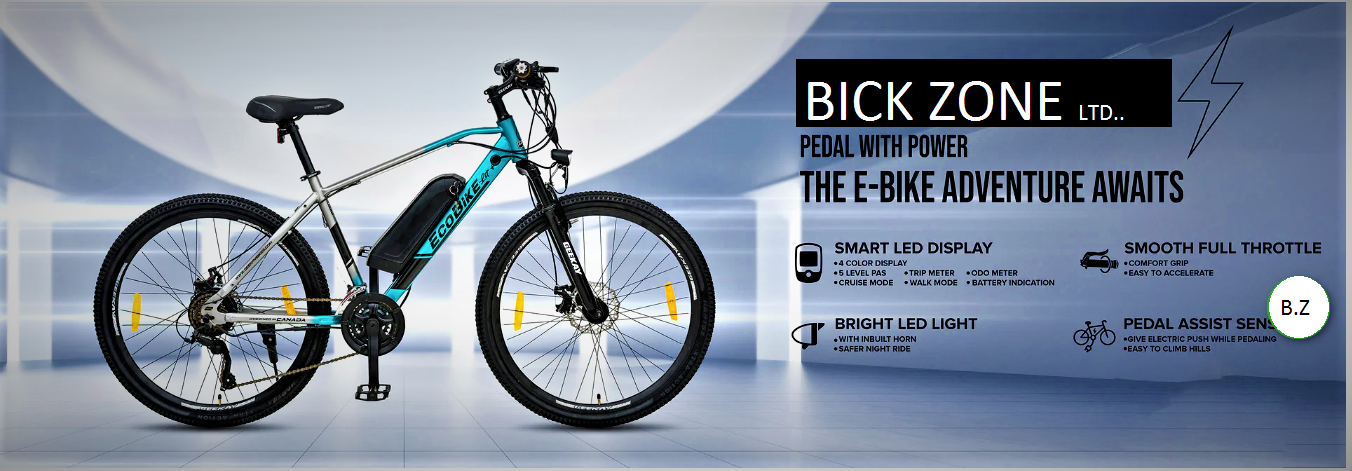 BICK ZONE LTD..
PEDAL WITH POWER
THE E-BIKE ADVENTURE AWAITS
SMART LED DISPLAY
•4 COLOR DISPLAY
•5 LEVEL PAS •TRIP METER •ODO METER
•CRUISE MODE •WALK MODE •BATTERY INDICATION
SMOOTH FULL THROTTLE
•COMFORT GRIP
•EASY TO ACCELERATE
BRIGHT LED LIGHT
•WITH INBUILT HORN
•SAFER NIGHT RIDE
PEDAL ASSIST SENS
•GIVE ELECTRIC PUSH WHILE PEDALING
•EASY TO CLIMB HILLS
B.Z
ECOBIKE
GEEKAY
CANADA